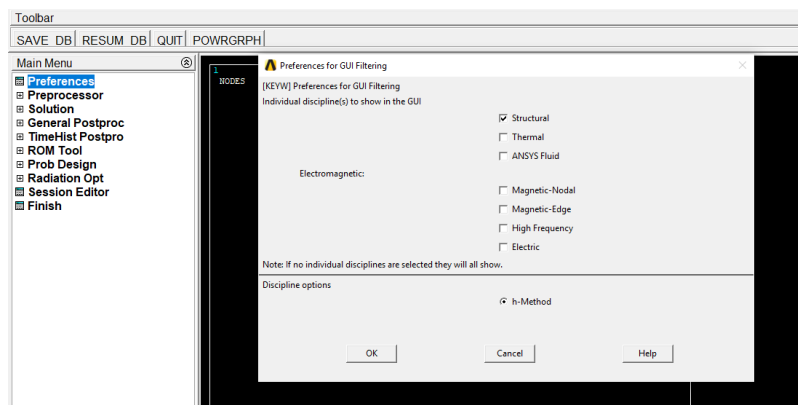 Toolbar
SAVE_DB RESUM_DB QUIT POWRGRPH
Main Menu
Preferences
Preprocessor
Solution
General Postproc
TimeHist Postpro
ROM Tool
Prob Design
Radiation Opt
Session Editor
Finish
1
NODES
Preferences for GUI Filtering
[KEYW] Preferences for GUI Filtering
Individual discipline(s) to show in the GUI
Structural
Thermal
ANSYS Fluid
Electromagnetic:
Magnetic-Nodal
Magnetic-Edge
High Frequency
Electric
Note: If no individual disciplines are selected they will all show.
Discipline options
h-Method
OK Cancel Help